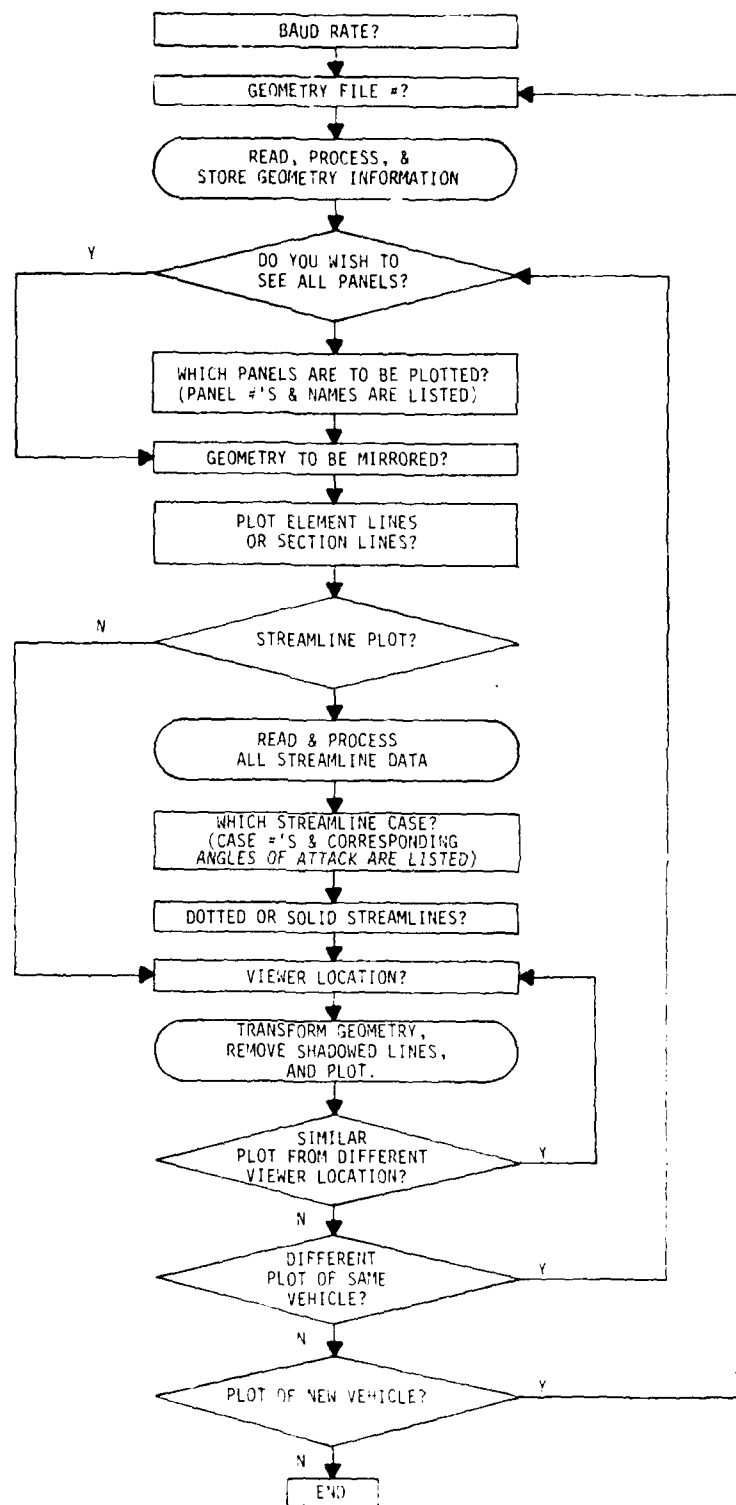 BAUD RATE?
GEOMETRY FILE #?
READ, PROCESS, &
STORE GEOMETRY INFORMATION
Y
DO YOU WISH TO
SEE ALL PANELS?
WHICH PANELS ARE TO BE PLOTTED?
(PANEL #'S & NAMES ARE LISTED)
GEOMETRY TO BE MIRRORED?
PLOT ELEMENT LINES
OR SECTION LINES?
N
STREAMLINE PLOT?
READ & PROCESS
ALL STREAMLINE DATA
WHICH STREAMLINE CASE?
(CASE #'S & CORRESPONDING
ANGLES OF ATTACK ARE LISTED)
DOTTED OR SOLID STREAMLINES?
VIEWER LOCATION?
TRANSFORM GEOMETRY,
REMOVE SHADOWED LINES,
AND PLOT.
SIMILAR
PLOT FROM DIFFERENT
VIEWER LOCATION?
Y
N
DIFFERENT
PLOT OF SAME
VEHICLE?
Y
N
PLOT OF NEW VEHICLE?
Y
N
END